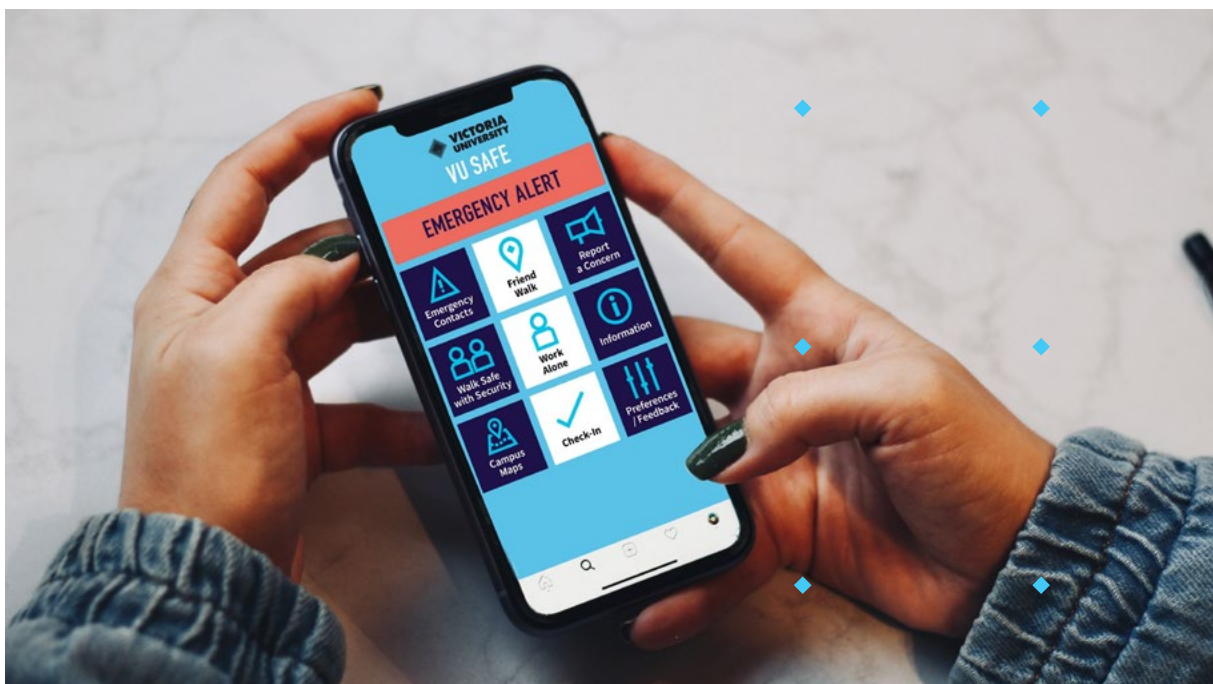 VICTORIA
UNIVERSITY
VU SAFE
EMERGENCY ALERT
Emergency
Contacts
Friend
Walk
Report
a Concern
Walk Safe
with Security
Work
Alone
Information
Campus
Maps
Check-In
Preferences
/ Feedback